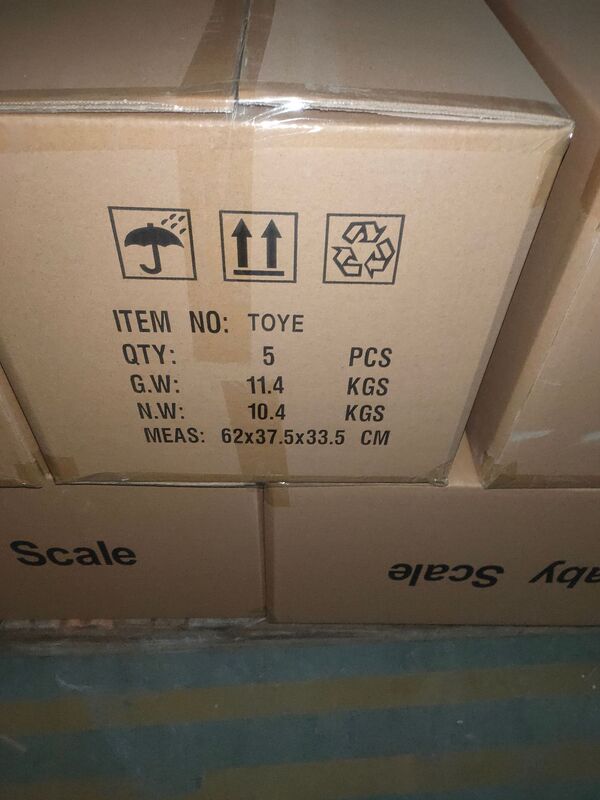 ITEM NO: TOYE
QTY: 5 PCS
G.W: 11.4 KGS
N.W: 10.4 KGS
MEAS: 62x37.5x33.5 CM
Scale
aby Scale